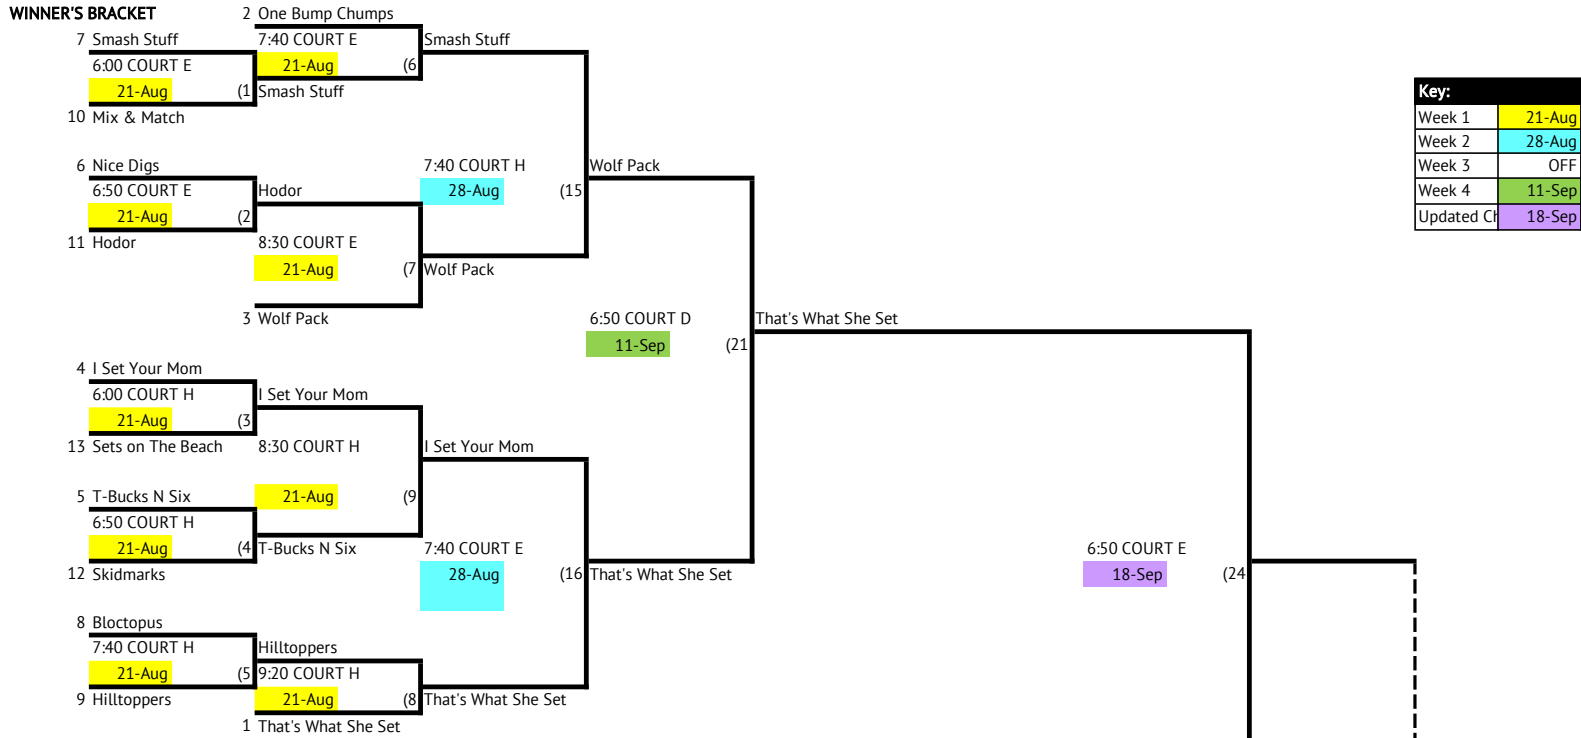 WINNER'S BRACKET
2 One Bump Chumps
7 Smash Stuff
7:40 COURT E
Smash Stuff
6:00 COURT E
21-Aug (6
21-Aug (1
Smash Stuff
10 Mix & Match
Key:
Week 1 21-Aug
Week 2 28-Aug
Week 3 OFF
Week 4 11-Sep
Updated Ch 18-Sep
6 Nice Digs
7:40 COURT H
Wolf Pack
6:50 COURT E
Hodor
28-Aug (15
21-Aug (2
11 Hodor
8:30 COURT E
21-Aug (7
Wolf Pack
3 Wolf Pack
6:50 COURT D
That's What She Set
11-Sep (21
4 I Set Your Mom
6:00 COURT H
I Set Your Mom
21-Aug (3
13 Sets on The Beach
8:30 COURT H
I Set Your Mom
5 T-Bucks N Six
21-Aug (9
6:50 COURT H
21-Aug (4
T-Bucks N Six
7:40 COURT E
6:50 COURT E
12 Skidmarks
28-Aug (16
That's What She Set
18-Sep (24
8 Bloctopus
7:40 COURT H
Hilltoppers
21-Aug (5
9:20 COURT H
9 Hilltoppers
21-Aug (8
That's What She Set
1 That's What She Set